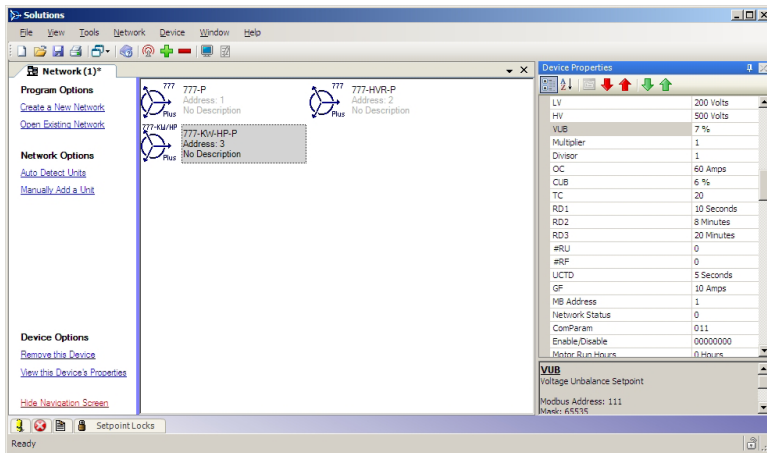 Solutions
File View Tools Network Device Window Help
Network (1)*
Device Properties
Program Options
Create a New Network
Open Existing Network
Network Options
Auto Detect Units
Manually Add a Unit
Device Options
Remove this Device
View this Device's Properties
Hide Navigation Screen
777
Plus
777-P
Address: 1
No Description
777
Plus
777-HVR-P
Address: 2
No Description
777-KW/HP
Plus
777-KW-HP-P
Address: 3
No Description
LV 200 Volts
HV 500 Volts
VUB 7 %
Multiplier 1
Divisor 1
OC 60 Amps
CUB 6 %
TC 20
RD1 10 Seconds
RD2 8 Minutes
RD3 20 Minutes
#RU 0
#RF 0
UCTD 5 Seconds
GF 10 Amps
MB Address 1
Network Status 0
ComParam 011
Enable/Disable 00000000
Motor Run Hours 0 Hours
VUB
Voltage Unbalance Setpoint
Modbus Address: 111
Mask: 65535
Setpoint Locks
Ready